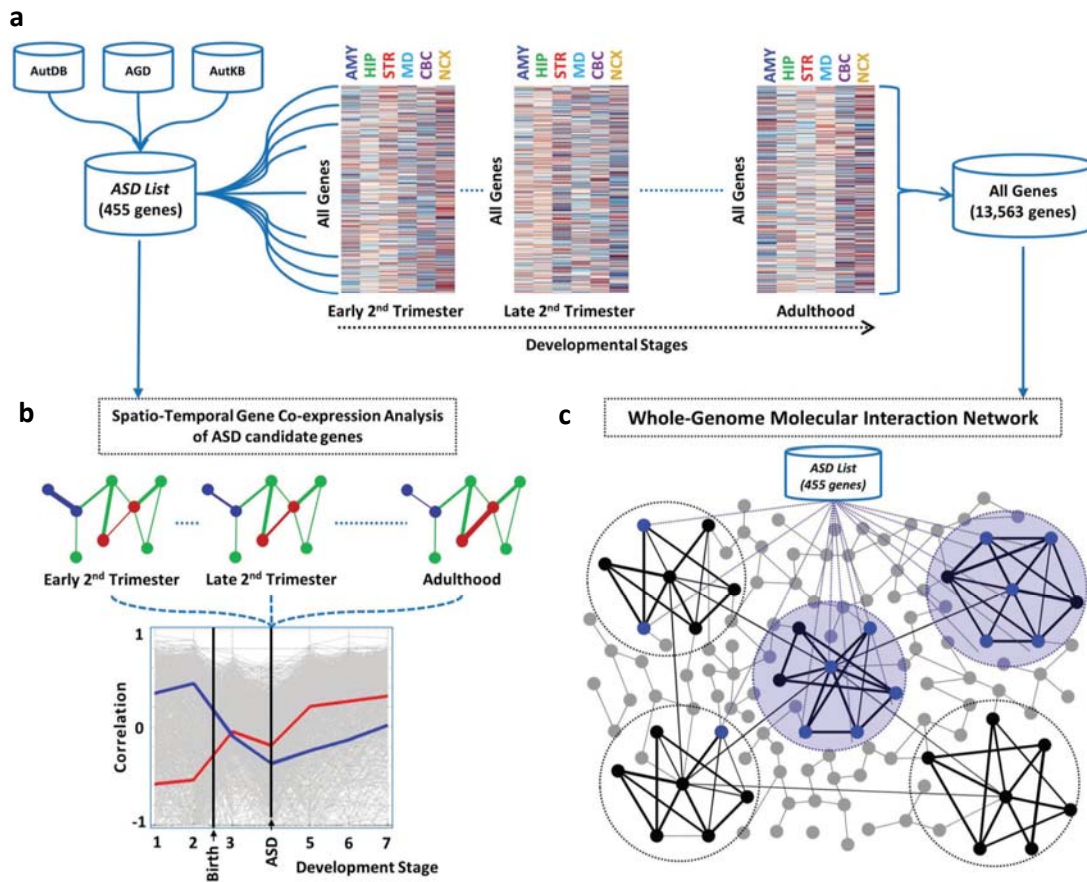 a
AutDB AGD AutKB
ASD List
(455 genes)
AMY HIP STR MD CBC NCX
AMY HIP STR MD CBC NCX
AMY HIP STR MD CBC NCX
All Genes
All Genes
All Genes
All Genes
(13,563 genes)
Early 2nd Trimester Late 2nd Trimester Adulthood
Developmental Stages
b
Spatio-Temporal Gene Co-expression Analysis
of ASD candidate genes
Early 2nd Trimester Late 2nd Trimester Adulthood
Correlation
1
0
-1
1 2 3 5 6 7
Birth
ASD
Development Stage
c
Whole-Genome Molecular Interaction Network
ASD List
(455 genes)